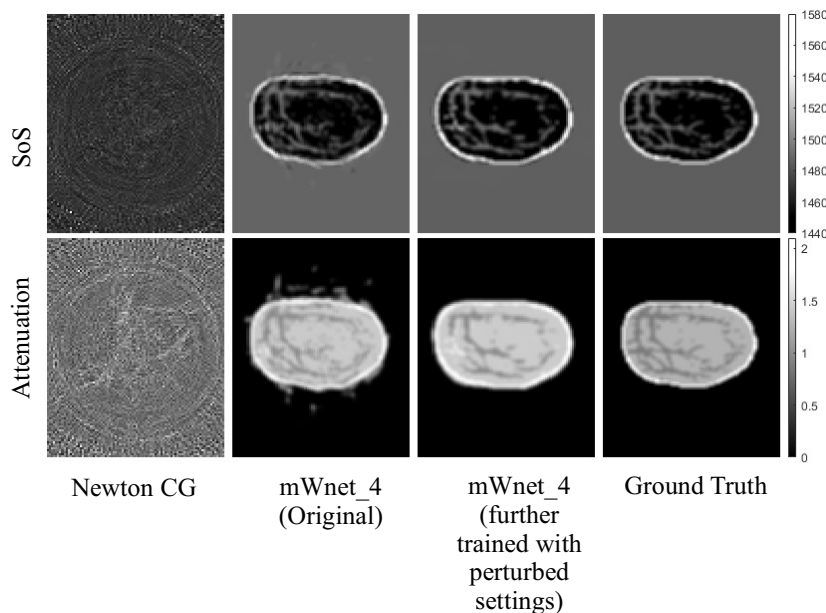 SoS
1580
1560
1540
1520
1500
1480
1460
1440
Attenuation
2
1.5
1
0.5
0
Newton CG
mWnet_4
(Original)
mWnet_4
(further
trained with
perturbed
settings)
Ground Truth